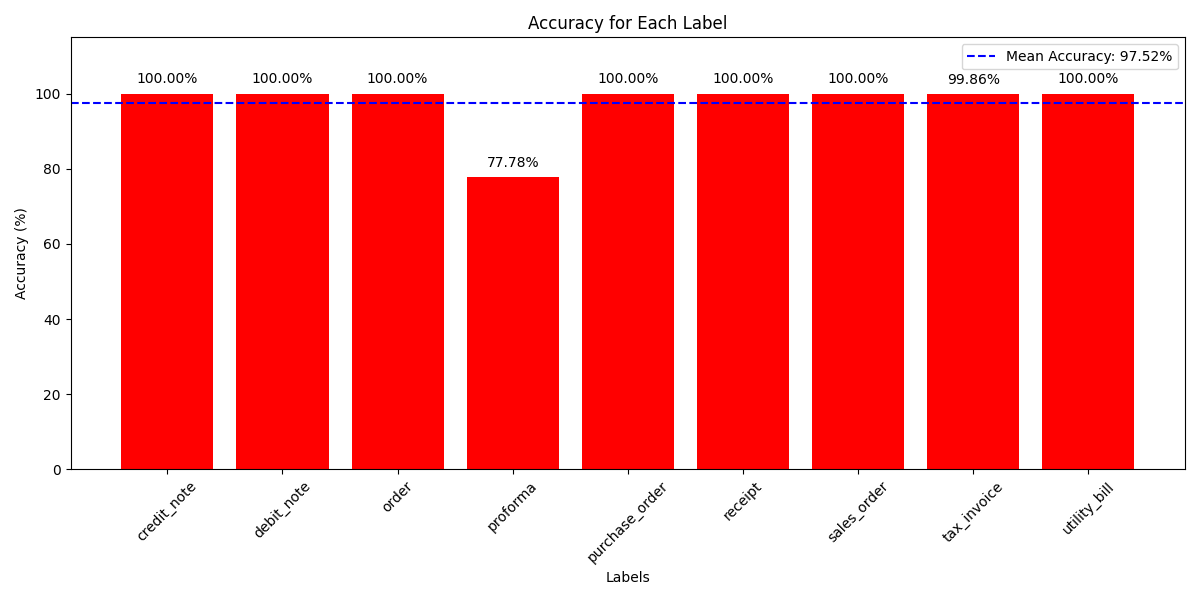 Accuracy for Each Label
Mean Accuracy: 97.52%
100.00%
100.00%
100.00%
77.78%
100.00%
100.00%
100.00%
99.86%
100.00%
Accuracy (%)
100
80
60
40
20
0
credit_note
debit_note
order
proforma
purchase_order
receipt
sales_order
tax_invoice
utility_bill
Labels